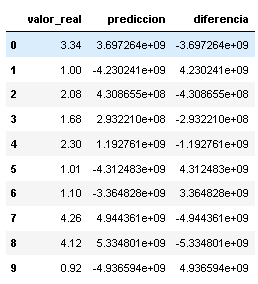 valor_real prediccion diferencia
0 3.34 3.697264e+09 -3.697264e+09
1 1.00 -4.230241e+09 4.230241e+09
2 2.08 4.308655e+08 -4.308655e+08
3 1.68 2.932210e+08 -2.932210e+08
4 2.30 1.192761e+09 -1.192761e+09
5 1.01 -4.312483e+09 4.312483e+09
6 1.10 -3.364828e+09 3.364828e+09
7 4.26 4.944361e+09 -4.944361e+09
8 4.12 5.334801e+09 -5.334801e+09
9 0.92 -4.936594e+09 4.936594e+09